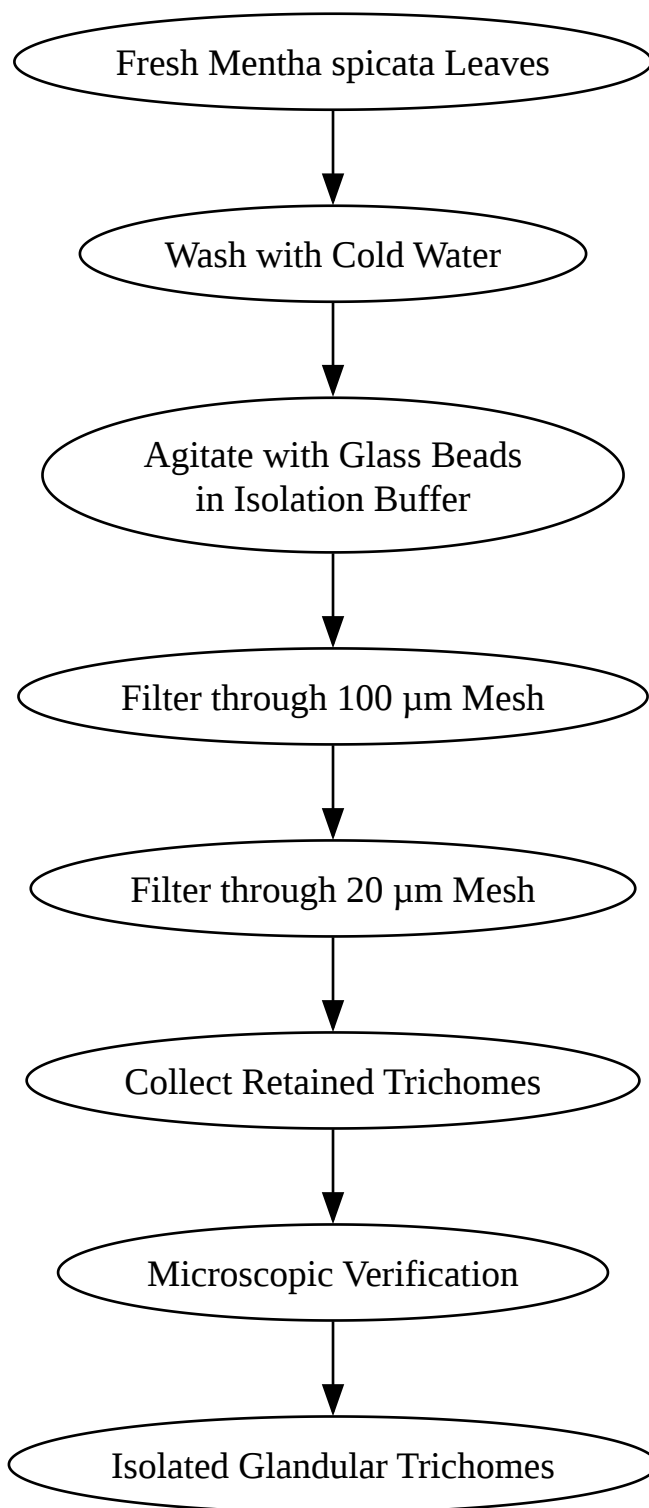 Fresh Mentha spicata Leaves
Wash with Cold Water
Agitate with Glass Beads
in Isolation Buffer
Filter through 100 µm Mesh
Filter through 20 µm Mesh
Collect Retained Trichomes
Microscopic Verification
Isolated Glandular Trichomes